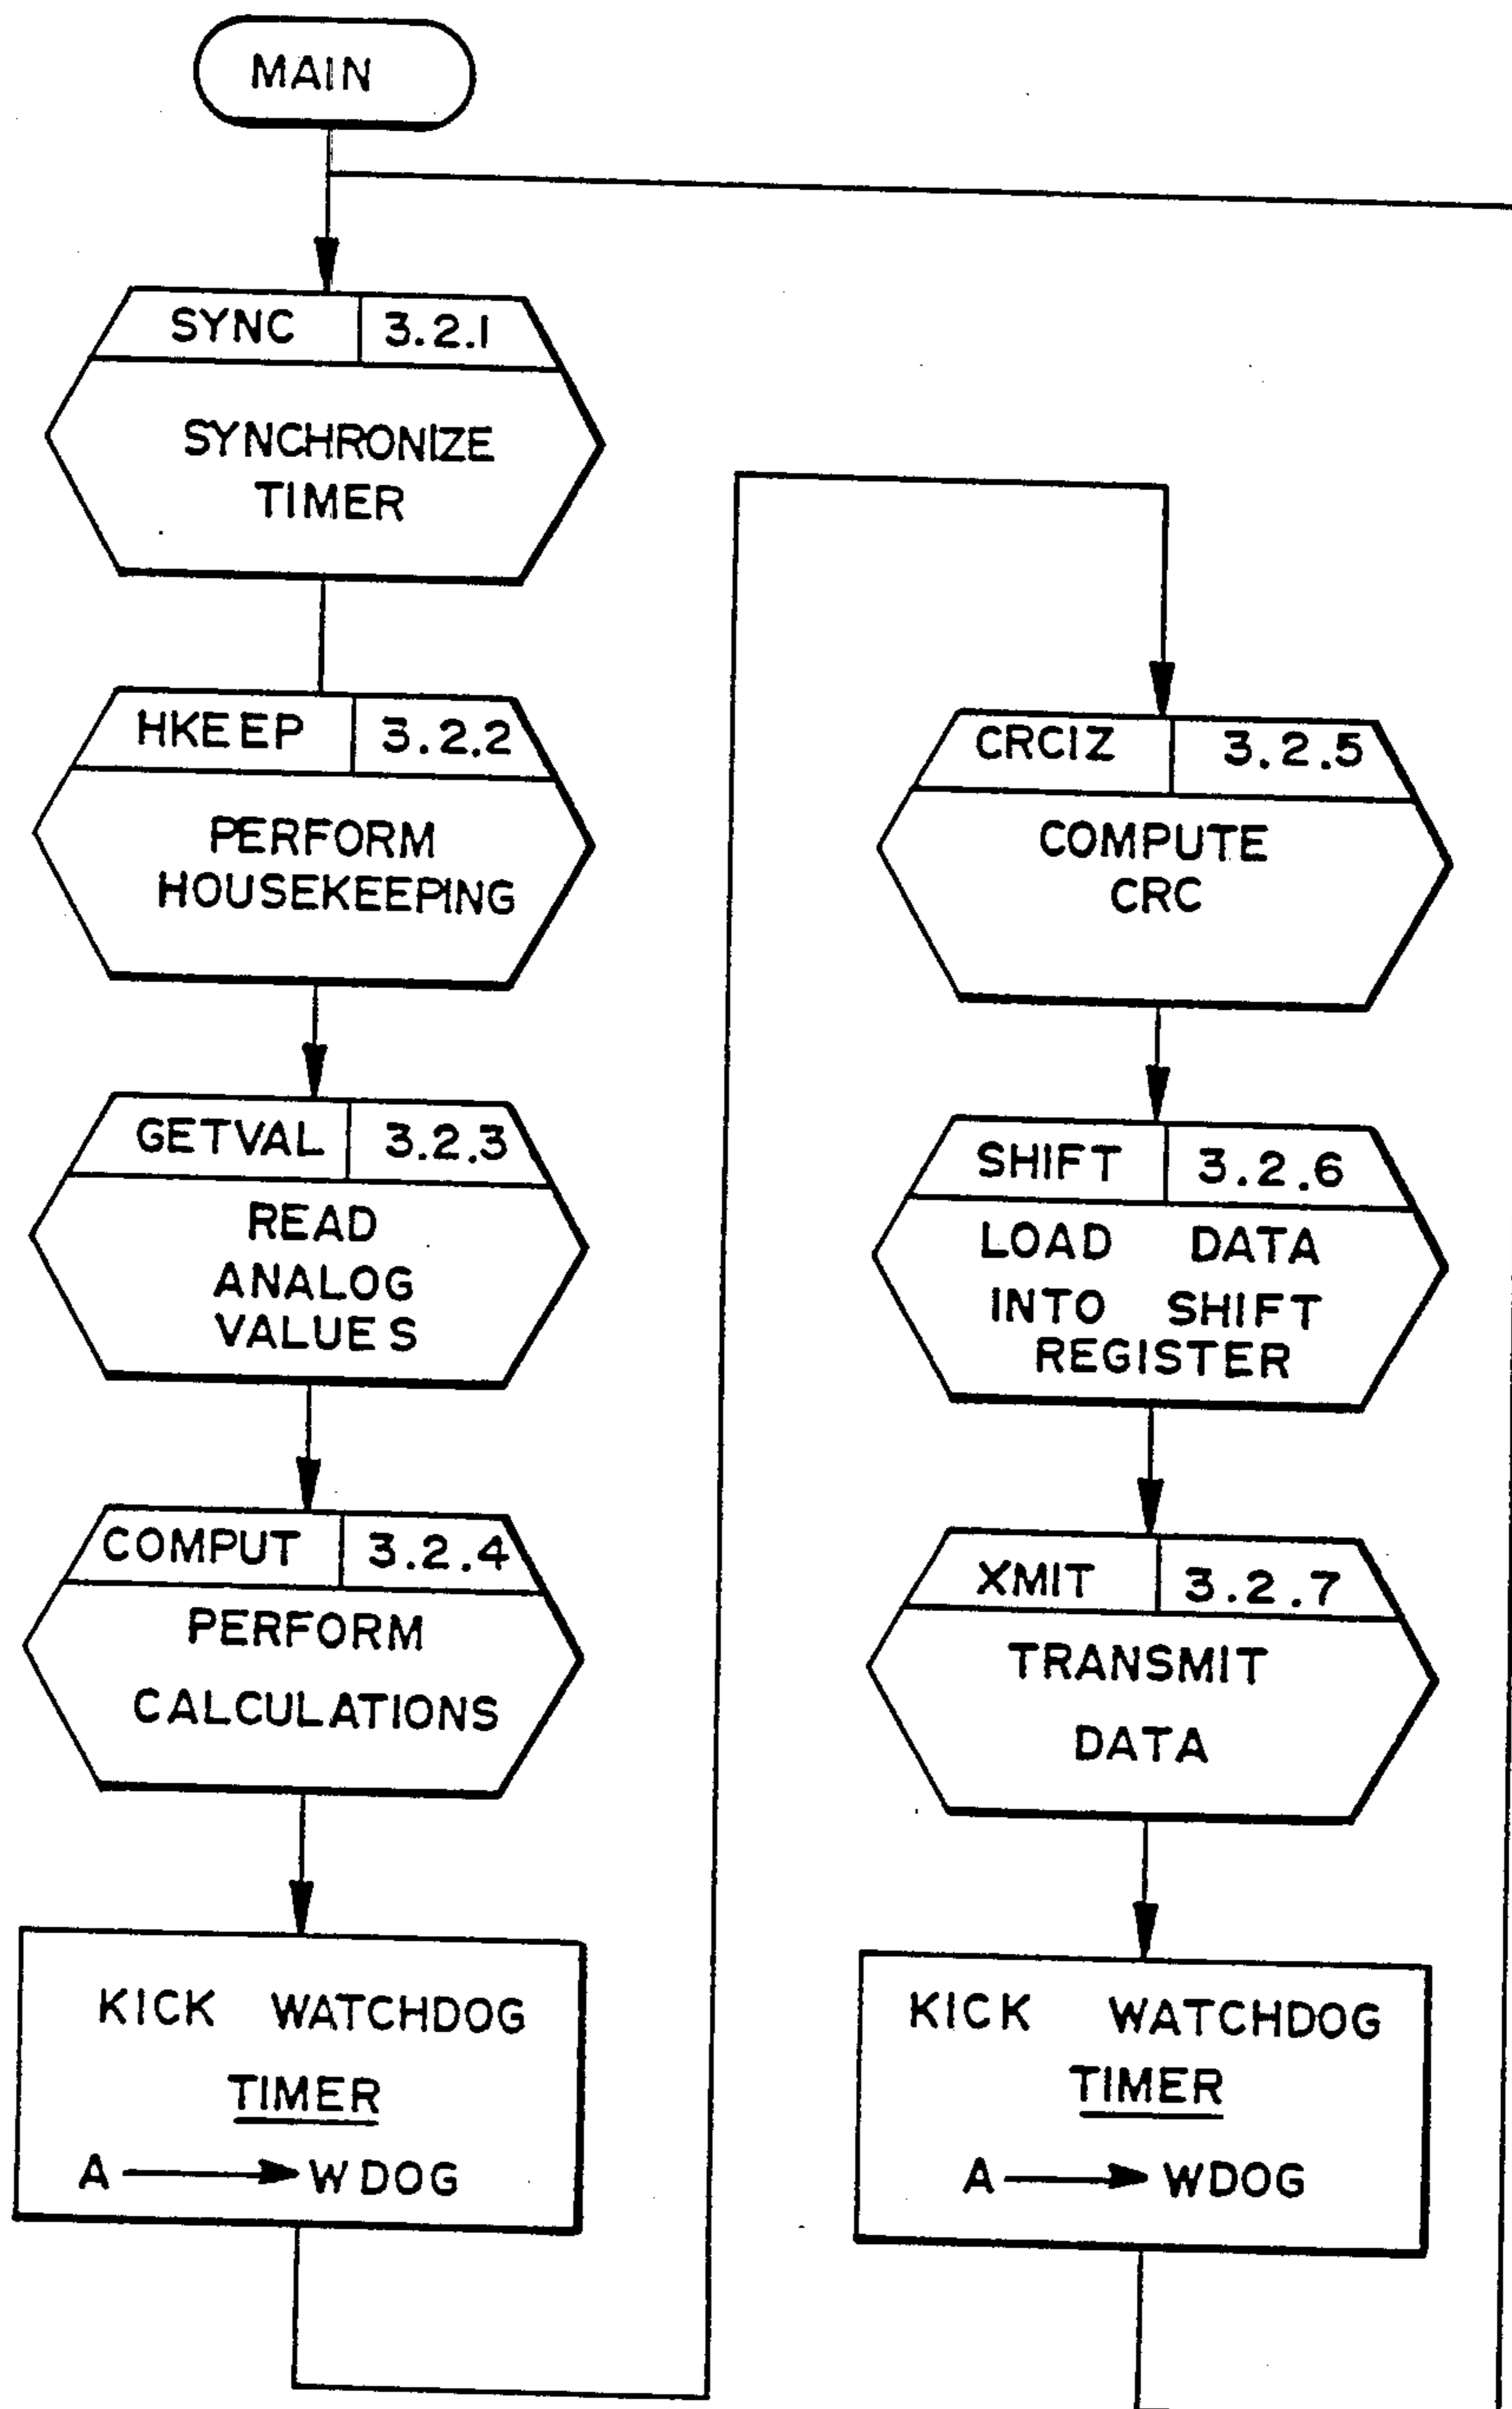 MAIN
SYNC 3.2.1
SYNCHRONIZE
TIMER
HKEEP 3.2.2
PERFORM
HOUSEKEEPING
GETVAL 3.2.3
READ
ANALOG
VALUES
COMPUT 3.2.4
PERFORM
CALCULATIONS
KICK WATCHDOG
TIMER
A → WDOG
CRCIZ 3.2.5
COMPUTE
CRC
SHIFT 3.2.6
LOAD DATA
INTO SHIFT
REGISTER
XMIT 3.2.7
TRANSMIT
DATA
KICK WATCHDOG
TIMER
A → WDOG